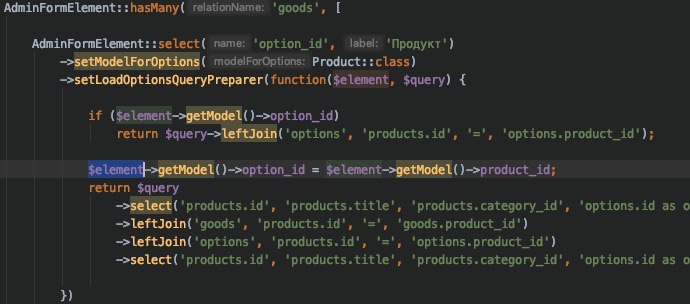 AdminFormElement::hasMany( relationName: 'goods', [
AdminFormElement::select( name: 'option_id', label: 'Продукт')
->setModelForOptions( modelForOptions: Product::class)
->setLoadOptionsQueryPreparer(function($element, $query) {
if ($element->getModel()->option_id)
return $query->leftJoin('options', 'products.id', '=', 'options.product_id');
$element->getModel()->option_id = $element->getModel()->product_id;
return $query
->select('products.id', 'products.title', 'products.category_id', 'options.id as o
->leftJoin('goods', 'products.id', '=', 'goods.product_id')
->leftJoin('options', 'products.id', '=', 'options.product_id')
->select('products.id', 'products.title', 'products.category_id', 'options.id as o
})